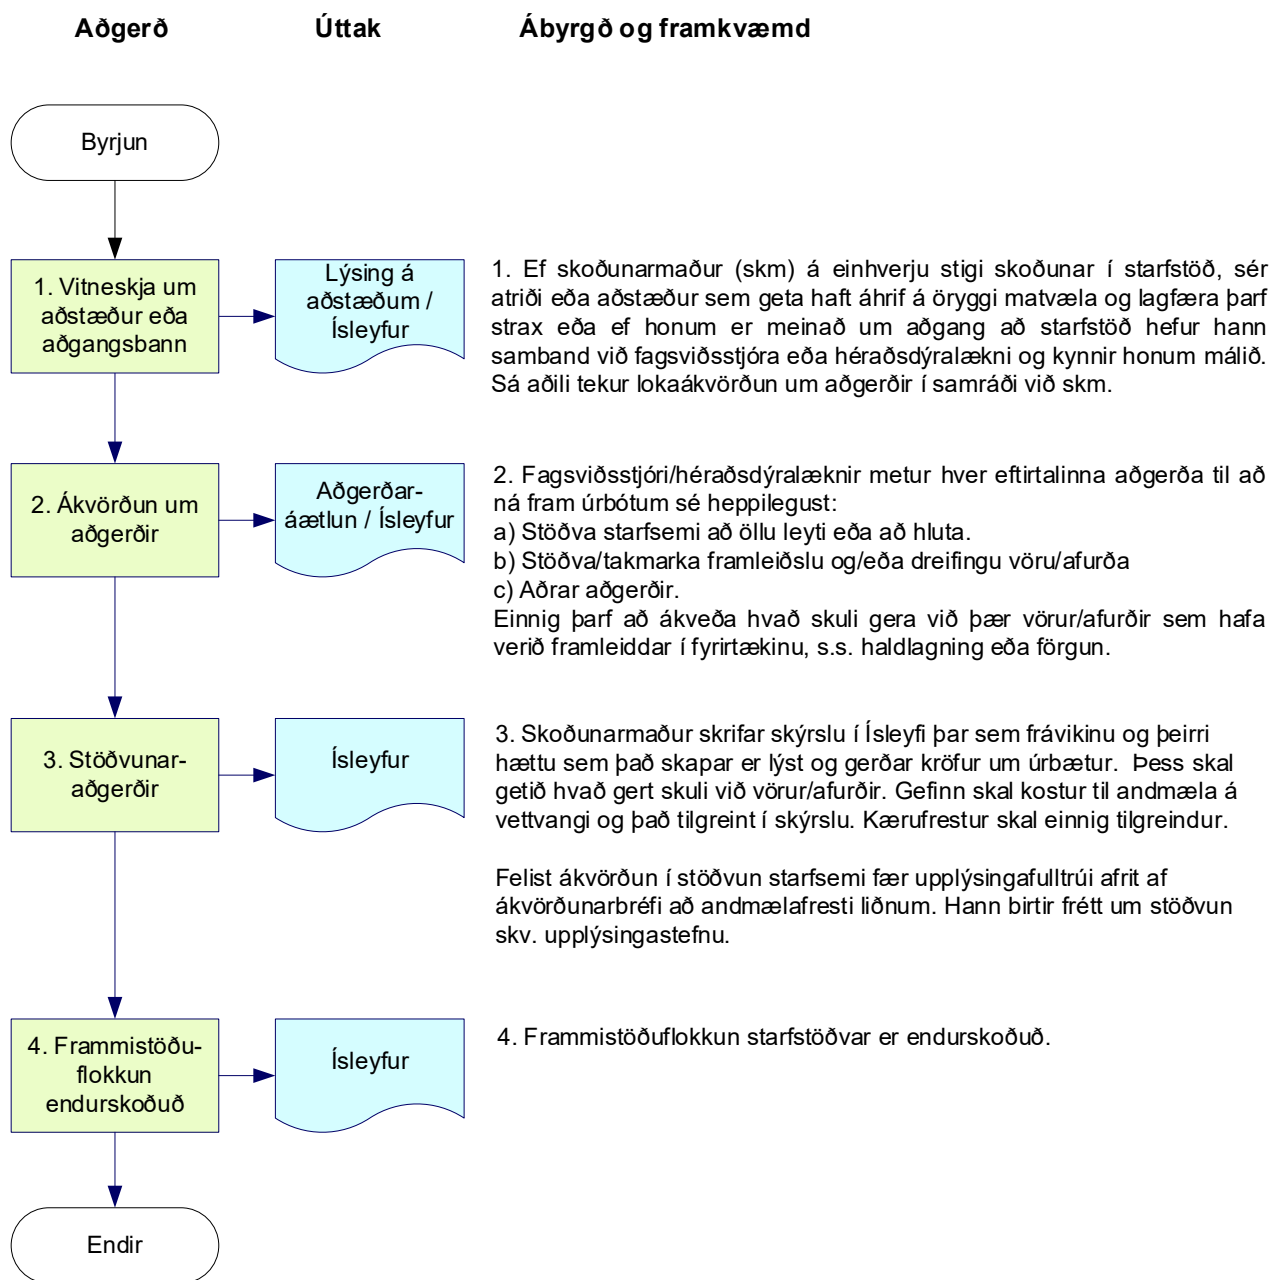 Aðgerð
Úttak
Ábyrgð og framkvæmd
Byrjun
1. Vitneskja um
aðstæður eða
aðgangsbann
Lýsing á
aðstæðum /
Ísleyfur
1. Ef skoðunarmaður (skm) á einhverju stigi skoðunar í starfstöð, sér
atriði eða aðstæður sem geta haft áhrif á öryggi matvæla og lagfæra þarf
strax eða ef honum er meinað um aðgang að starfstöð hefur hann
samband við fagsviðsstjóra eða héraðsdýralækni og kynnir honum málið.
Sá aðili tekur lokaákvörðun um aðgerðir í samráði við skm.
2. Ákvörðun um
aðgerðir
Aðgerðar-
áætlun / Ísleyfur
2. Fagsviðsstjóri/héraðsdýralæknir metur hver eftirtalinna aðgerða til að
ná fram úrbótum sé heppilegust:
a) Stöðva starfsemi að öllu leyti eða að hluta.
b) Stöðva/takmarka framleiðslu og/eða dreifingu vöru/afurða
c) Aðrar aðgerðir.
Einnig þarf að ákveða hvað skuli gera við þær vörur/afurðir sem hafa
verið framleiddar í fyrirtækinu, s.s. haldlagning eða förgun.
3. Stöðvunar-
aðgerðir
Ísleyfur
3. Skoðunarmaður skrifar skýrslu í Ísleyfi þar sem frávikinu og þeirri
hættu sem það skapar er lýst og gerðar kröfur um úrbætur.  Þess skal
getið hvað gert skuli við vörur/afurðir. Gefinn skal kostur til andmæla á
vettvangi og það tilgreint í skýrslu. Kærufrestur skal einnig tilgreindur.
Felist ákvörðun í stöðvun starfsemi fær upplýsingafulltrúi afrit af
ákvörðunarbréfi að andmælafresti liðnum. Hann birtir frétt um stöðvun
skv. upplýsingastefnu.
4. Frammistöðu-
flokkun
endurskoðuð
Ísleyfur
4. Frammistöðuflokkun starfstöðvar er endurskoðuð.
Endir